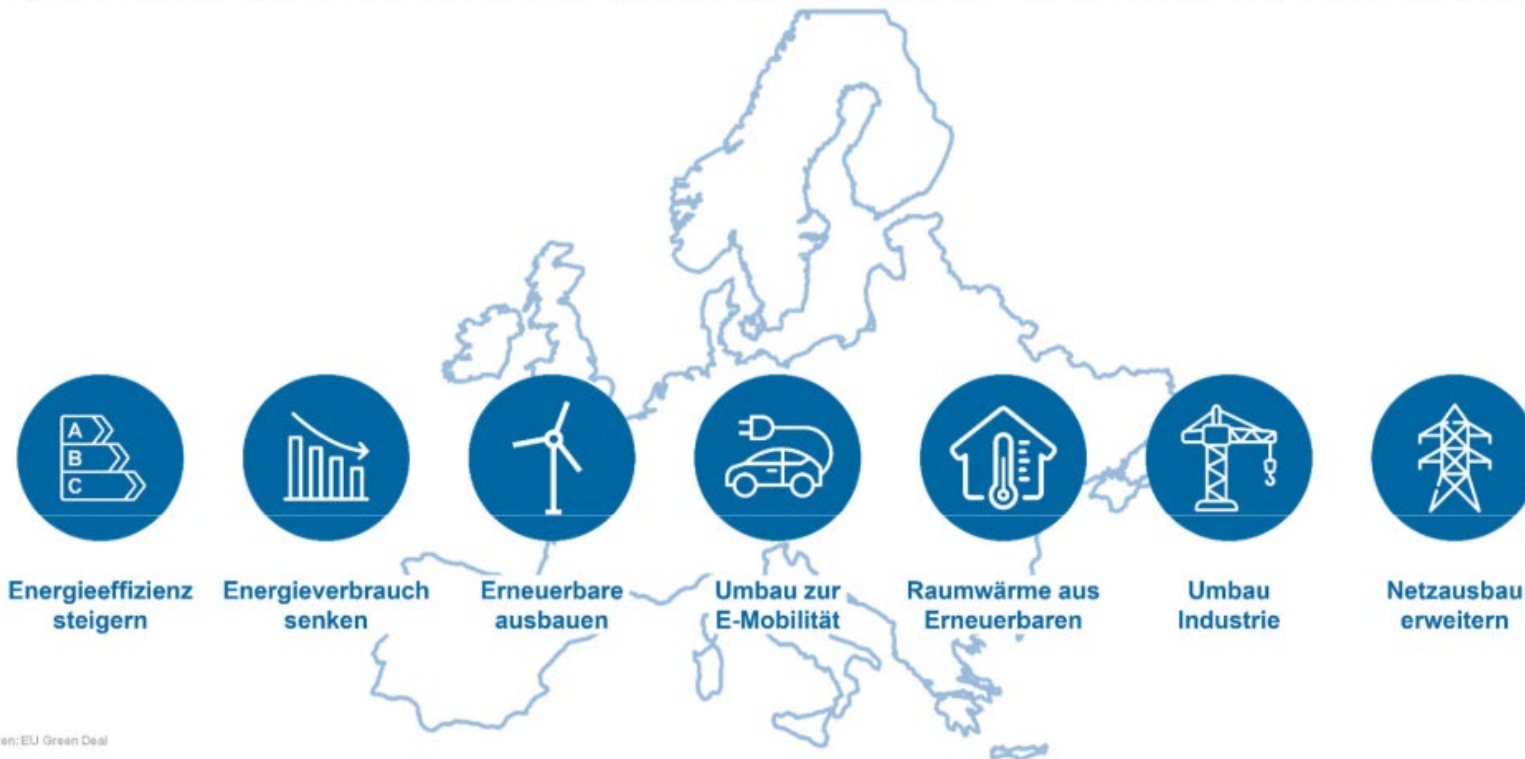 A
B
C
Energieeffizienz
steigern
Energieverbrauch
senken
Erneuerbare
ausbauen
Umbau zur
E-Mobilität
Raumwärme aus
Erneuerbaren
Umbau
Industrie
Netzausbau
erweitern
en: EU Green Deal